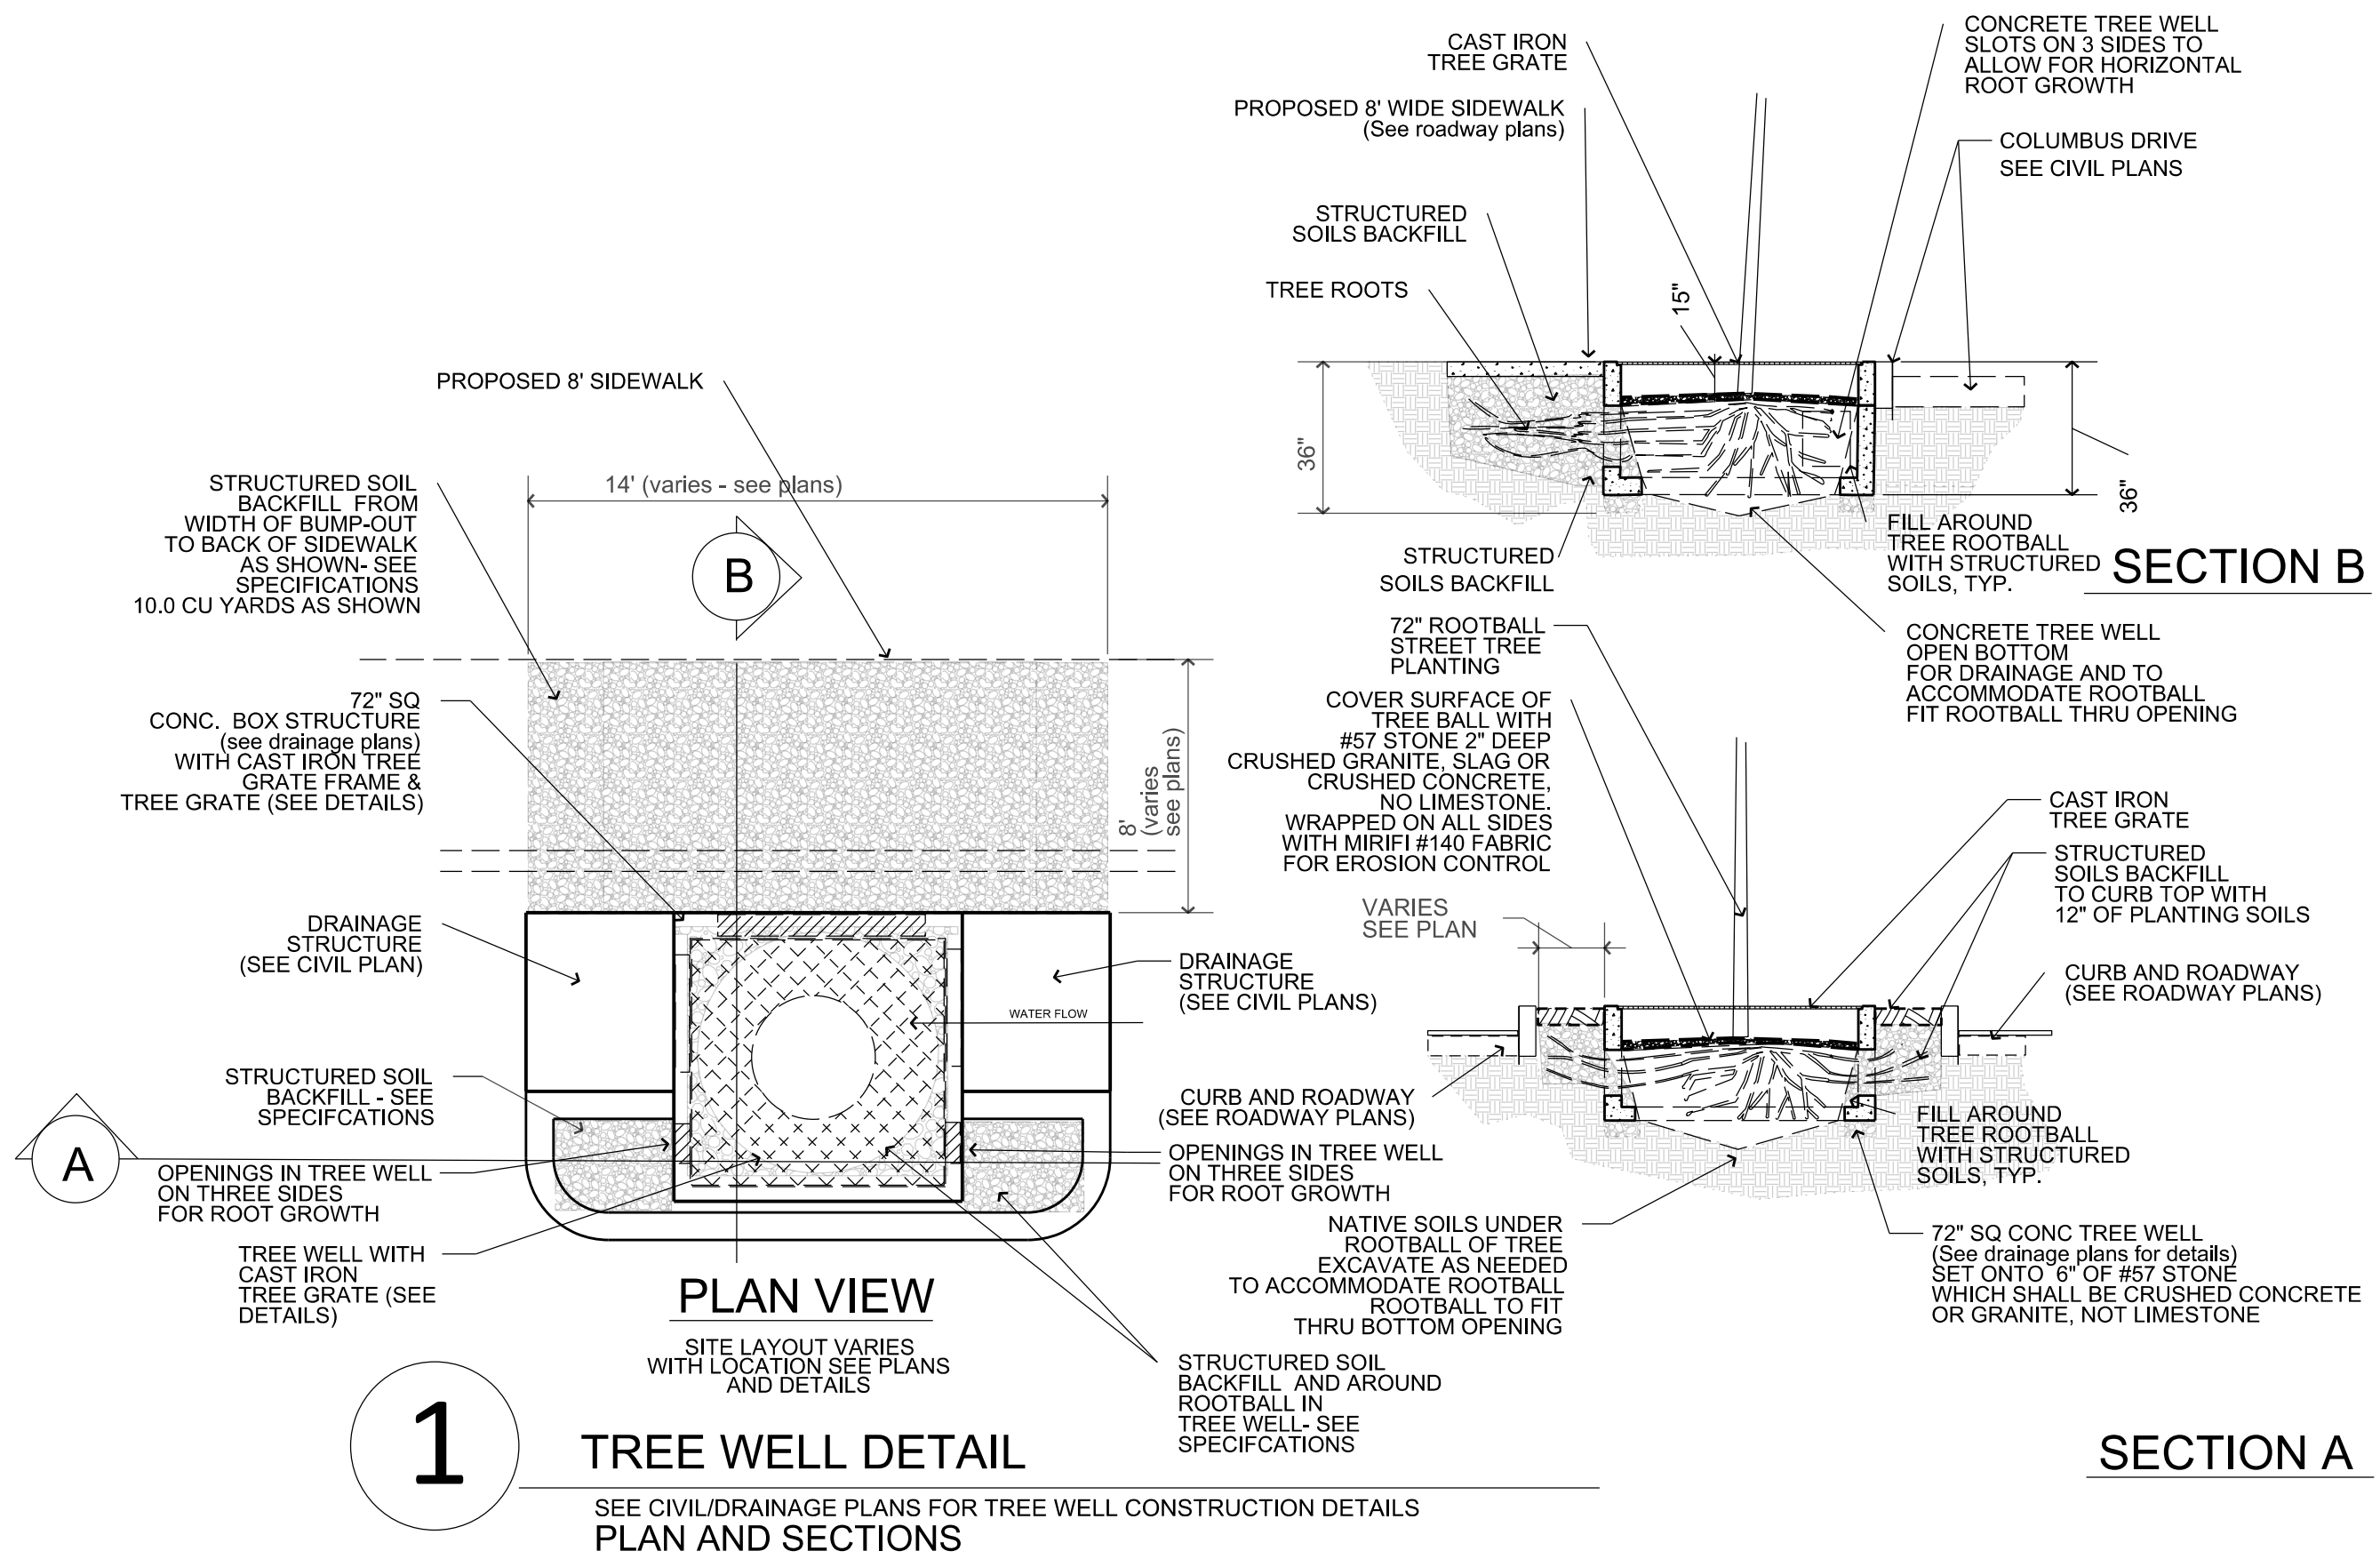 PROPOSED 8' SIDEWALK
STRUCTURED SOIL
BACKFILL FROM
WIDTH OF BUMP-OUT
TO BACK OF SIDEWALK
AS SHOWN- SEE
SPECIFICATIONS
10.0 CU YARDS AS SHOWN
14' (varies - see plans)
B
72" SQ
CONC. BOX STRUCTURE
(see drainage plans)
WITH CAST IRON TREE
GRATE FRAME &
TREE GRATE (SEE DETAILS)
8'
(varies
see plans)
DRAINAGE
STRUCTURE
(SEE CIVIL PLAN)
DRAINAGE
STRUCTURE
(SEE CIVIL PLANS)
WATER FLOW
STRUCTURED SOIL
BACKFILL - SEE
SPECIFCATIONS
A
OPENINGS IN TREE WELL
ON THREE SIDES
FOR ROOT GROWTH
OPENINGS IN TREE WELL
ON THREE SIDES
FOR ROOT GROWTH
TREE WELL WITH
CAST IRON
TREE GRATE (SEE
DETAILS)
STRUCTURED SOIL
BACKFILL AND AROUND
ROOTBALL IN
TREE WELL- SEE
SPECIFCATIONS
PLAN VIEW
SITE LAYOUT VARIES
WITH LOCATION SEE PLANS
AND DETAILS
1
TREE WELL DETAIL
SEE CIVIL/DRAINAGE PLANS FOR TREE WELL CONSTRUCTION DETAILS
PLAN AND SECTIONS
CAST IRON
TREE GRATE
PROPOSED 8' WIDE SIDEWALK
(See roadway plans)
STRUCTURED
SOILS BACKFILL
TREE ROOTS
15"
36"
CONCRETE TREE WELL
SLOTS ON 3 SIDES TO
ALLOW FOR HORIZONTAL
ROOT GROWTH
COLUMBUS DRIVE
SEE CIVIL PLANS
36"
STRUCTURED
SOILS BACKFILL
FILL AROUND
TREE ROOTBALL
WITH STRUCTURED
SOILS, TYP.
SECTION B
CONCRETE TREE WELL
OPEN BOTTOM
FOR DRAINAGE AND TO
ACCOMMODATE ROOTBALL
FIT ROOTBALL THRU OPENING
72" ROOTBALL
STREET TREE
PLANTING
COVER SURFACE OF
TREE BALL WITH
#57 STONE 2" DEEP
CRUSHED GRANITE, SLAG OR
CRUSHED CONCRETE,
NO LIMESTONE.
WRAPPED ON ALL SIDES
WITH MIRIFI #140 FABRIC
FOR EROSION CONTROL
VARIES
SEE PLAN
CAST IRON
TREE GRATE
STRUCTURED
SOILS BACKFILL
TO CURB TOP WITH
12" OF PLANTING SOILS
CURB AND ROADWAY
(SEE ROADWAY PLANS)
CURB AND ROADWAY
(SEE ROADWAY PLANS)
FILL AROUND
TREE ROOTBALL
WITH STRUCTURED
SOILS, TYP.
NATIVE SOILS UNDER
ROOTBALL OF TREE
EXCAVATE AS NEEDED
TO ACCOMMODATE ROOTBALL
ROOTBALL TO FIT
THRU BOTTOM OPENING
72" SQ CONC TREE WELL
(See drainage plans for details)
SET ONTO 6" OF #57 STONE
WHICH SHALL BE CRUSHED CONCRETE
OR GRANITE, NOT LIMESTONE
SECTION A